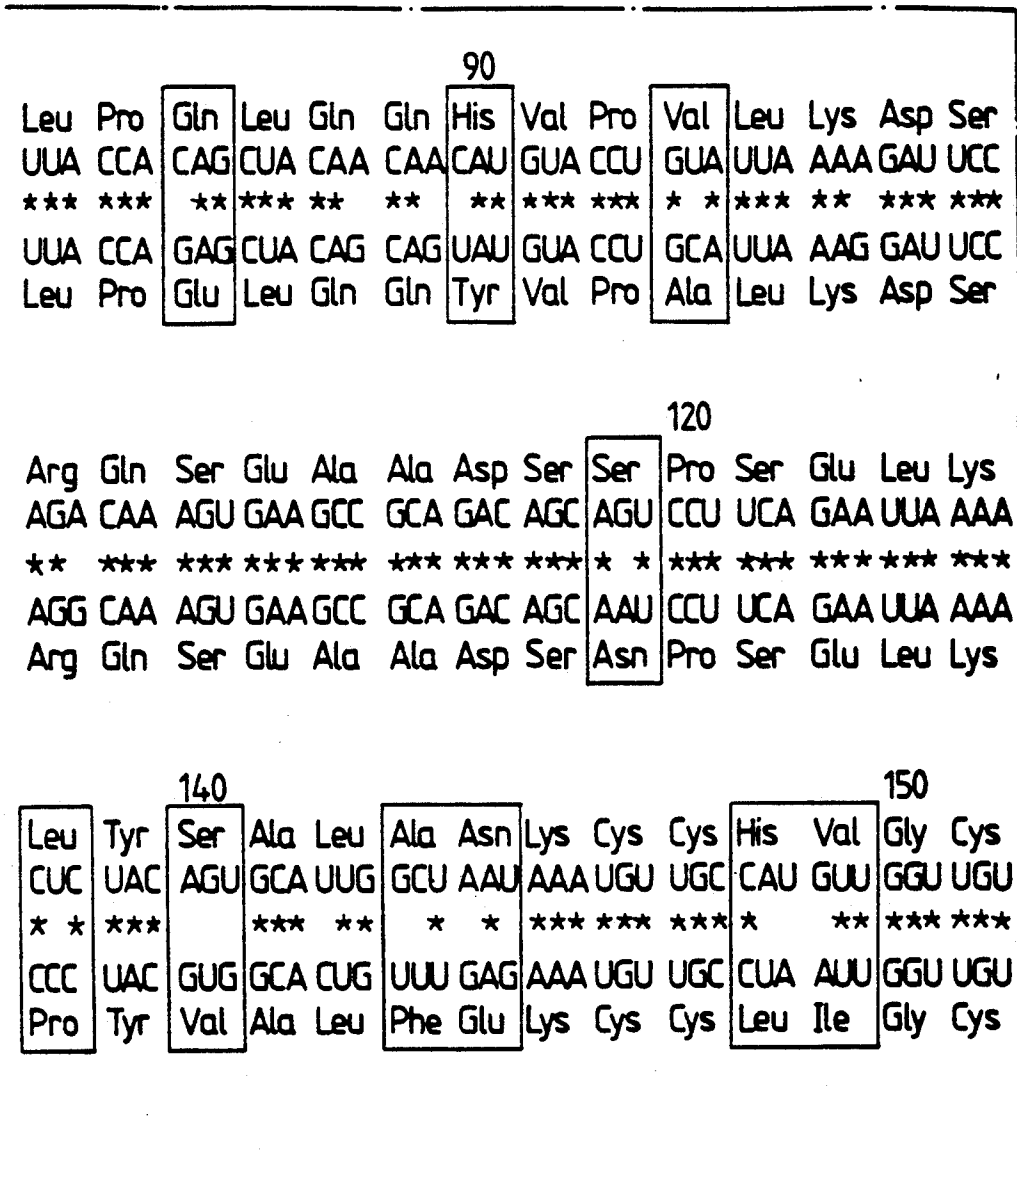 90
Leu Pro Gln Leu Gln Gln His Val Pro Val Leu Lys Asp Ser
UUA CCA CAG CUA CAA CAA CAU GUA CCU GUA UUA AAA GAU UCC
*** *** ** *** ** ** ** *** *** * * *** ** *** ***
UUA CCA GAG CUA CAG CAG UAU GUA CCU GCA UUA AAG GAU UCC
Leu Pro Glu Leu Gln Gln Tyr Val Pro Ala Leu Lys Asp Ser
120
Arg Gln Ser Glu Ala Ala Asp Ser Ser Pro Ser Glu Leu Lys
AGA CAA AGU GAA GCC GCA GAC AGC AGU CCU UCA GAA UUA AAA
** *** *** *** *** *** *** *** * * *** *** *** *** ***
AGG CAA AGU GAA GCC GCA GAC AGC AAU CCU UCA GAA UUA AAA
Arg Gln Ser Glu Ala Ala Asp Ser Asn Pro Ser Glu Leu Lys
140 150
Leu Tyr Ser Ala Leu Ala Asn Lys Cys Cys His Val Gly Cys
CUC UAC AGU GCA UUG GCU AAU AAA UGU UGC CAU GUU GGU UGU
* * *** *** ** * * *** *** *** * ** *** ***
CCC UAC GUG GCA CUG UUU GAG AAA UGU UGC CUA AUU GGU UGU
Pro Tyr Val Ala Leu Phe Glu Lys Cys Cys Leu Ile Gly Cys